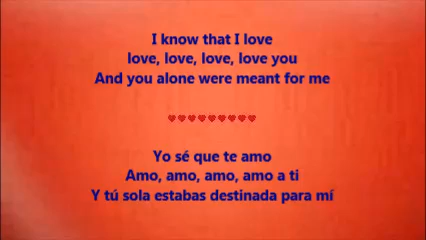 I know that I love
love, love, love, love you
And you alone were meant for me
Yo sé que te amo
Amo, amo, amo, amo a ti
Y tú sola estabas destinada para mí